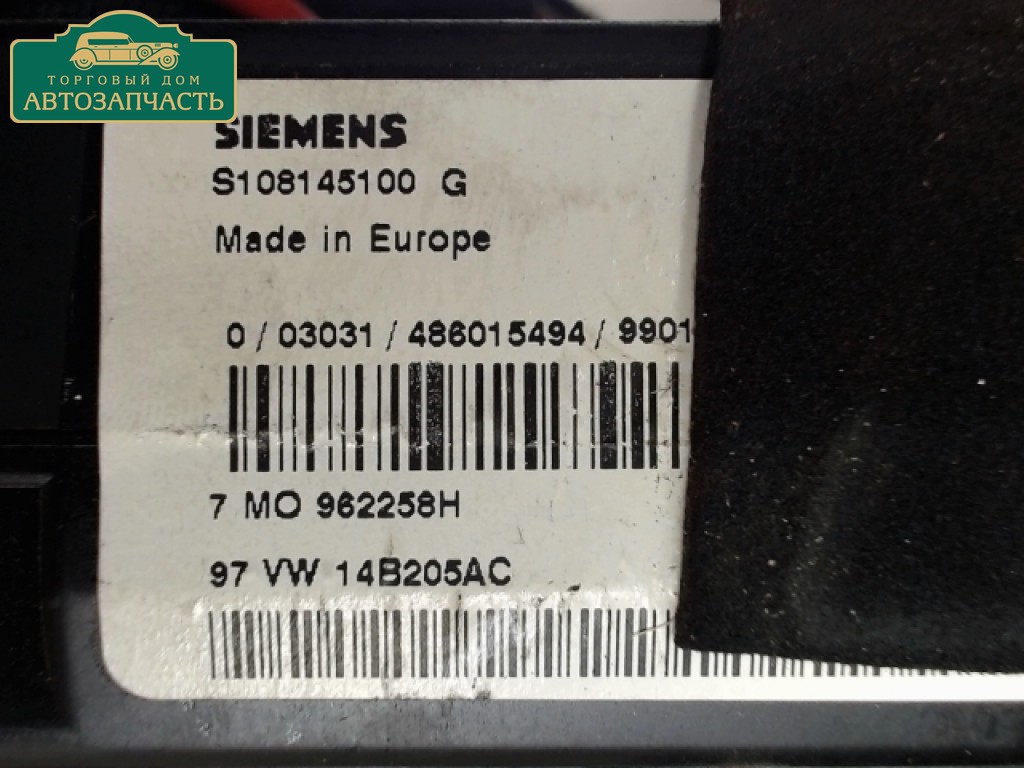 ТОРГОВЫЙ ДОМ
АВТОЗАПЧАСТЬ
SIEMENS
S108145100 G
Made in Europe
0 / 03031 / 486015494 / 9901
7 MO 962258H
97 VW 14B205AC